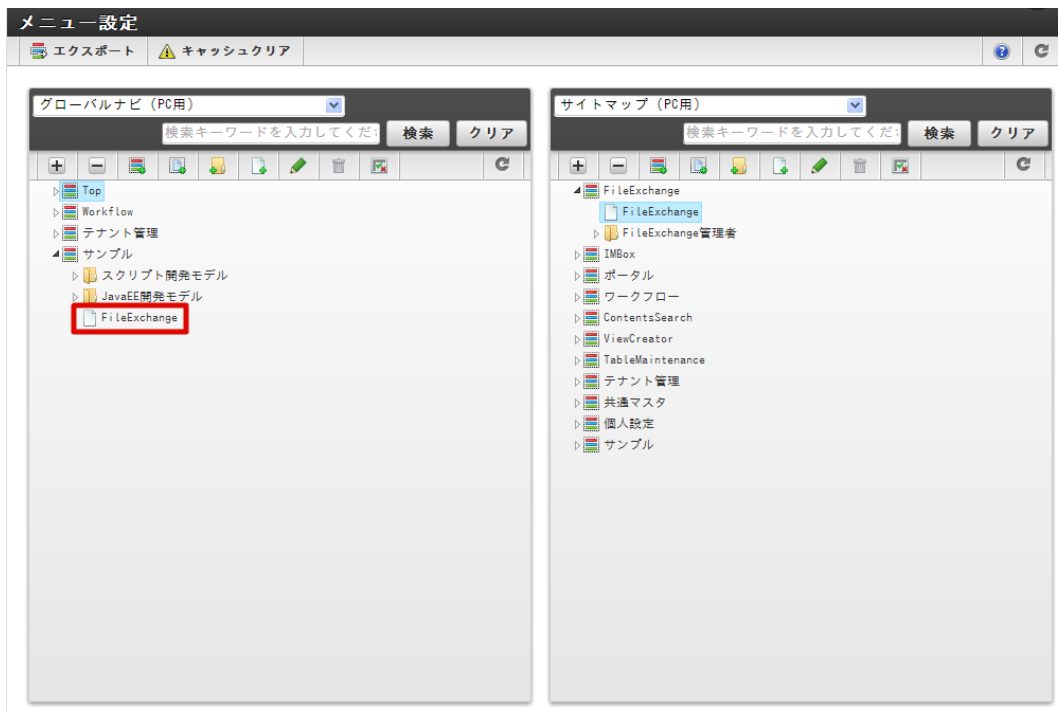 メニュー設定
エクスポート キャッシュクリア
グローバルナビ（PC用）
検索キーワードを入力してくだ 検索 クリア
Top
Workflow
テナント管理
サンプル
スクリプト開発モデル
JavaEE開発モデル
FileExchange
サイトマップ（PC用）
検索キーワードを入力してくだ 検索 クリア
FileExchange
FileExchange
FileExchange管理者
IMBox
ポータル
ワークフロー
ContentsSearch
ViewCreator
TableMaintenance
テナント管理
共通マスタ
個人設定
サンプル